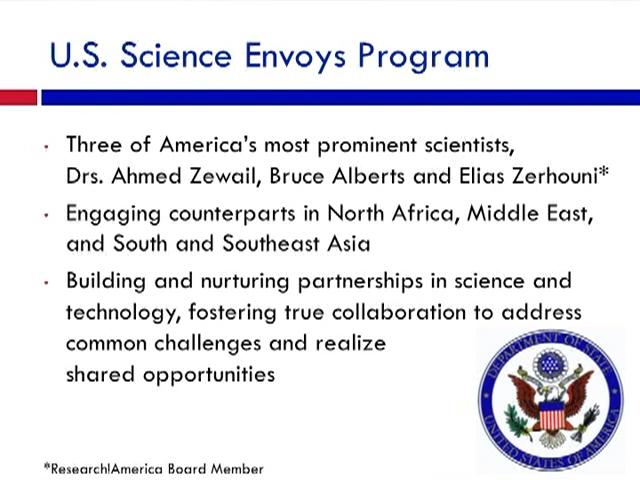 U.S. Science Envoys Program
• Three of America's most prominent scientists,
Drs. Ahmed Zewail, Bruce Alberts and Elias Zerhouni*
• Engaging counterparts in North Africa, Middle East,
and South and Southeast Asia
• Building and nurturing partnerships in science and
technology, fostering true collaboration to address
common challenges and realize
shared opportunities
DEPARTMENT OF STATE
UNITED STATES OF AMERICA
*Research!America Board Member